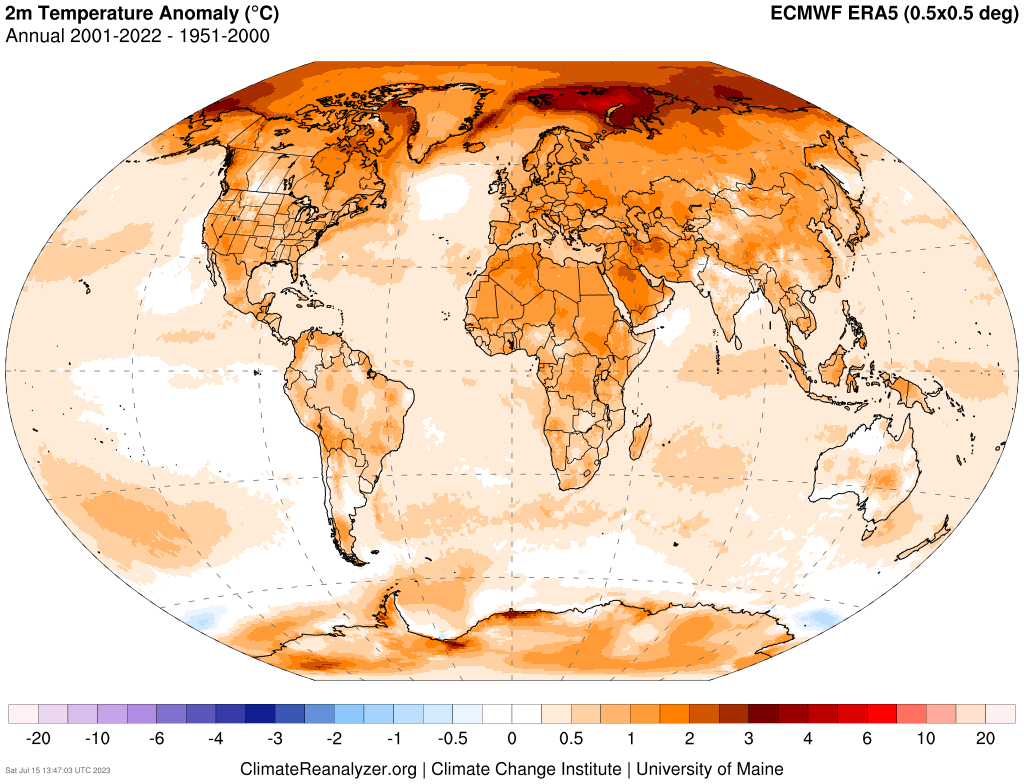 2m Temperature Anomaly (°C)
ECMWF ERA5 (0.5x0.5 deg)
Annual 2001-2022 - 1951-2000
-20 -10 -6 -4 -3 -2 -1 -0.5 0 0.5 1 2 3 4 6 10 20
Sat Jul 15 13:47:03 UTC 2023
ClimateReanalyzer.org | Climate Change Institute | University of Maine